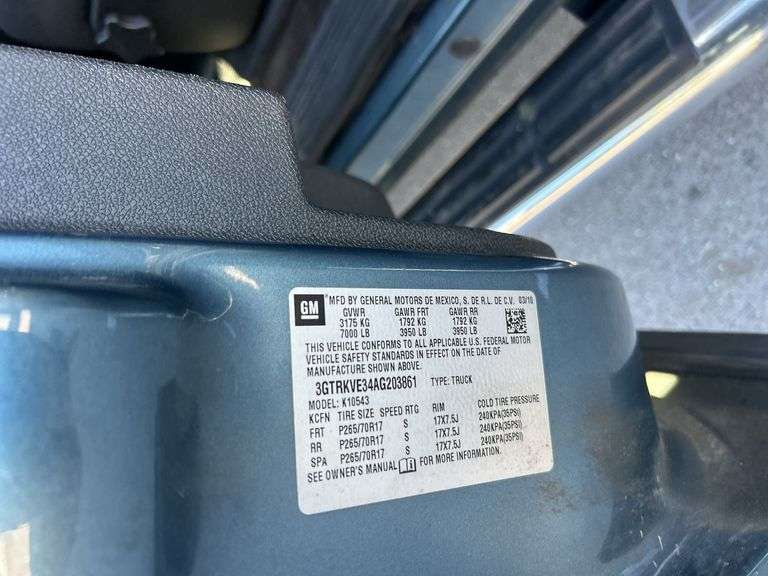 GM MFD BY GENERAL MOTORS DE MEXICO, S. DE R.L. DE C.V. 03/10
GVWR GAWR FRT GAWR RR
3175 KG 1792 KG 1792 KG
7000 LB 3950 LB 3950 LB
THIS VEHICLE CONFORMS TO ALL APPLICABLE U.S. FEDERAL MOTOR
VEHICLE SAFETY STANDARDS IN EFFECT ON THE DATE OF
MANUFACTURE SHOWN ABOVE.
3GTRKVE34AG203861 TYPE: TRUCK
MODEL: K10543
KCFN TIRE SIZE SPEED RTG RIM COLD TIRE PRESSURE
FRT P265/70R17 S 17X7.5J 240KPA(35PSI)
RR P265/70R17 S 17X7.5J 240KPA(35PSI)
SPA P265/70R17 S 17X7.5J 240KPA(35PSI)
SEE OWNER'S MANUAL FOR MORE INFORMATION.